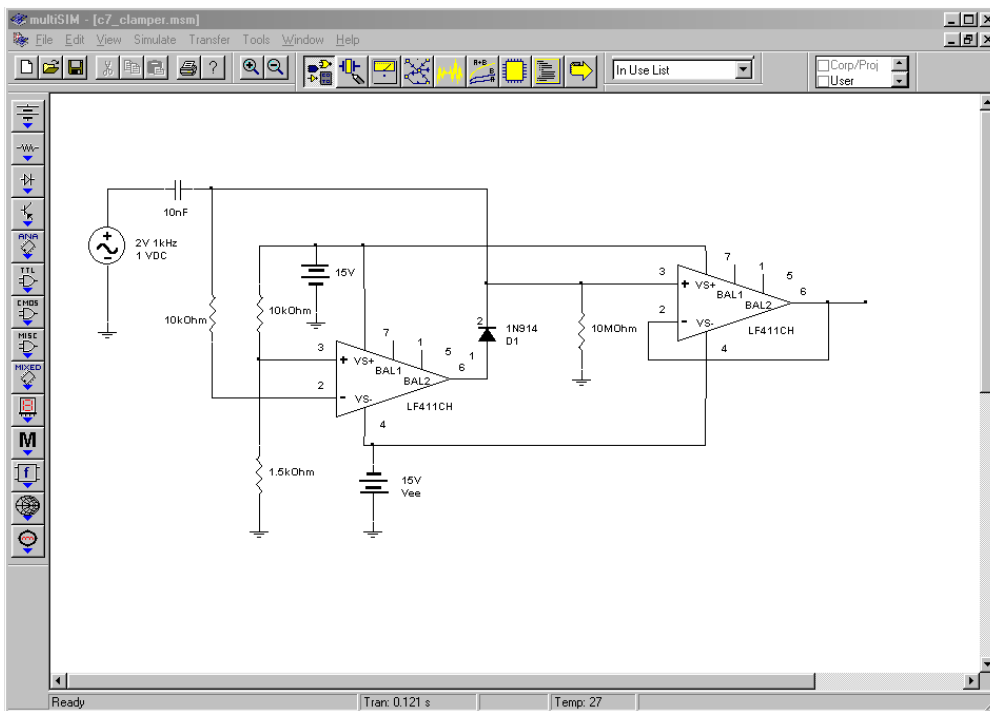 multiSIM - [c7_clamper.msm]
File Edit View Simulate Transfer Tools Window Help
In Use List
Corp/Proj
User
ANA
TTL
CMOS
MISC
MIXED
M
f
10nF
2V 1kHz
1 VDC
10kOhm
10kOhm
15V
3
VS+
7
BAL1
1
BAL2
5
6
2
VS-
4
LF411CH
1.5kOhm
15V
Vee
2
1N914
D1
1
10MOhm
3
VS+
7
BAL1
1
BAL2
5
6
2
VS-
LF411CH
4
Ready
Tran: 0.121 s
Temp: 27